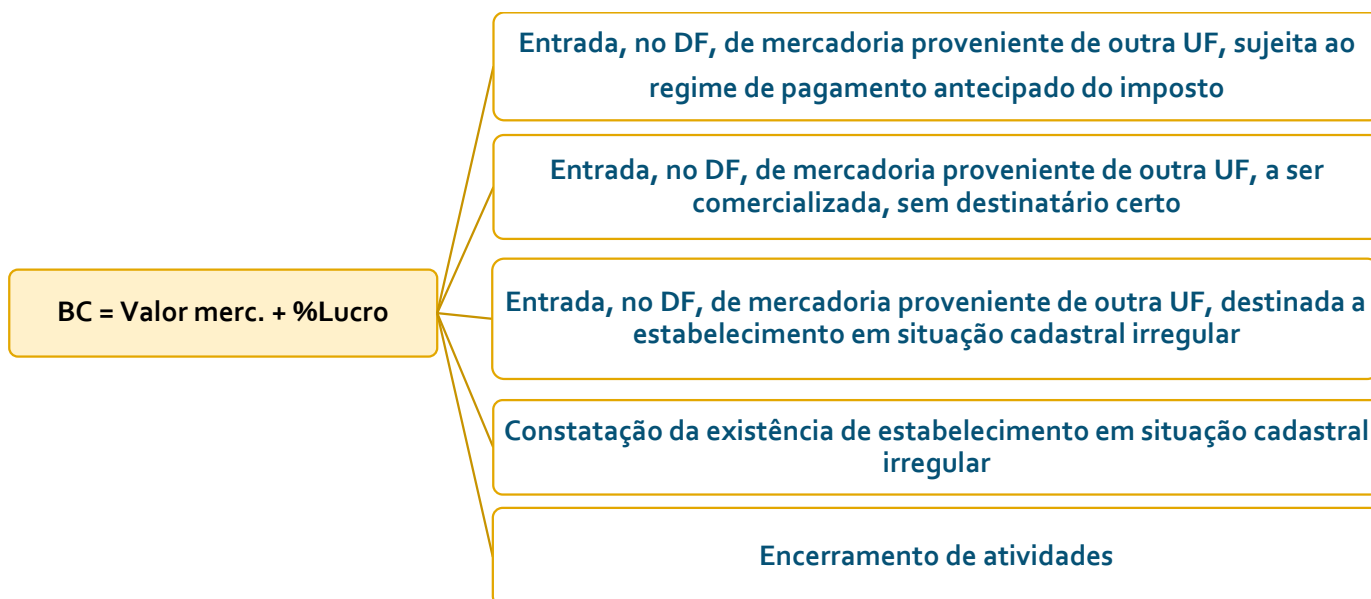 Entrada, no DF, de mercadoria proveniente de outra UF, sujeita ao
regime de pagamento antecipado do imposto
Entrada, no DF, de mercadoria proveniente de outra UF, a ser
comercializada, sem destinatário certo
BC = Valor merc. + %Lucro
Entrada, no DF, de mercadoria proveniente de outra UF, destinada a
estabelecimento em situação cadastral irregular
Constatação da existência de estabelecimento em situação cadastral
irregular
Encerramento de atividades